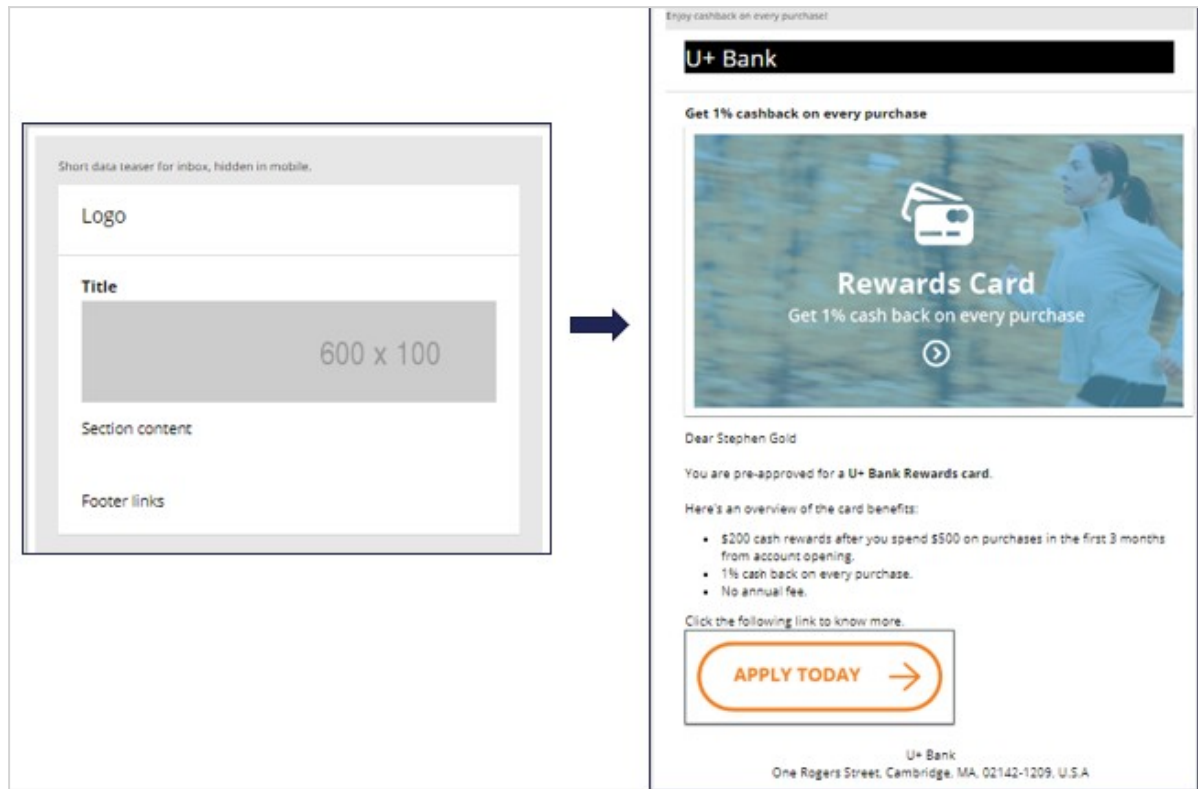 Short data teaser for inbox, hidden in mobile.
Logo
Title
600 x 100
Section content
Footer links
Enjoy cashback on every purchase!
U+ Bank
Get 1% cashback on every purchase
Rewards Card
Get 1% cash back on every purchase
Dear Stephen Gold
You are pre-approved for a U+ Bank Rewards card.
Here's an overview of the card benefits:
• $200 cash rewards after you spend $500 on purchases in the first 3 months
from account opening.
• 1% cash back on every purchase.
• No annual fee.
Click the following link to know more.
APPLY TODAY
U+ Bank
One Rogers Street, Cambridge, MA, 02142-1209, U.S.A